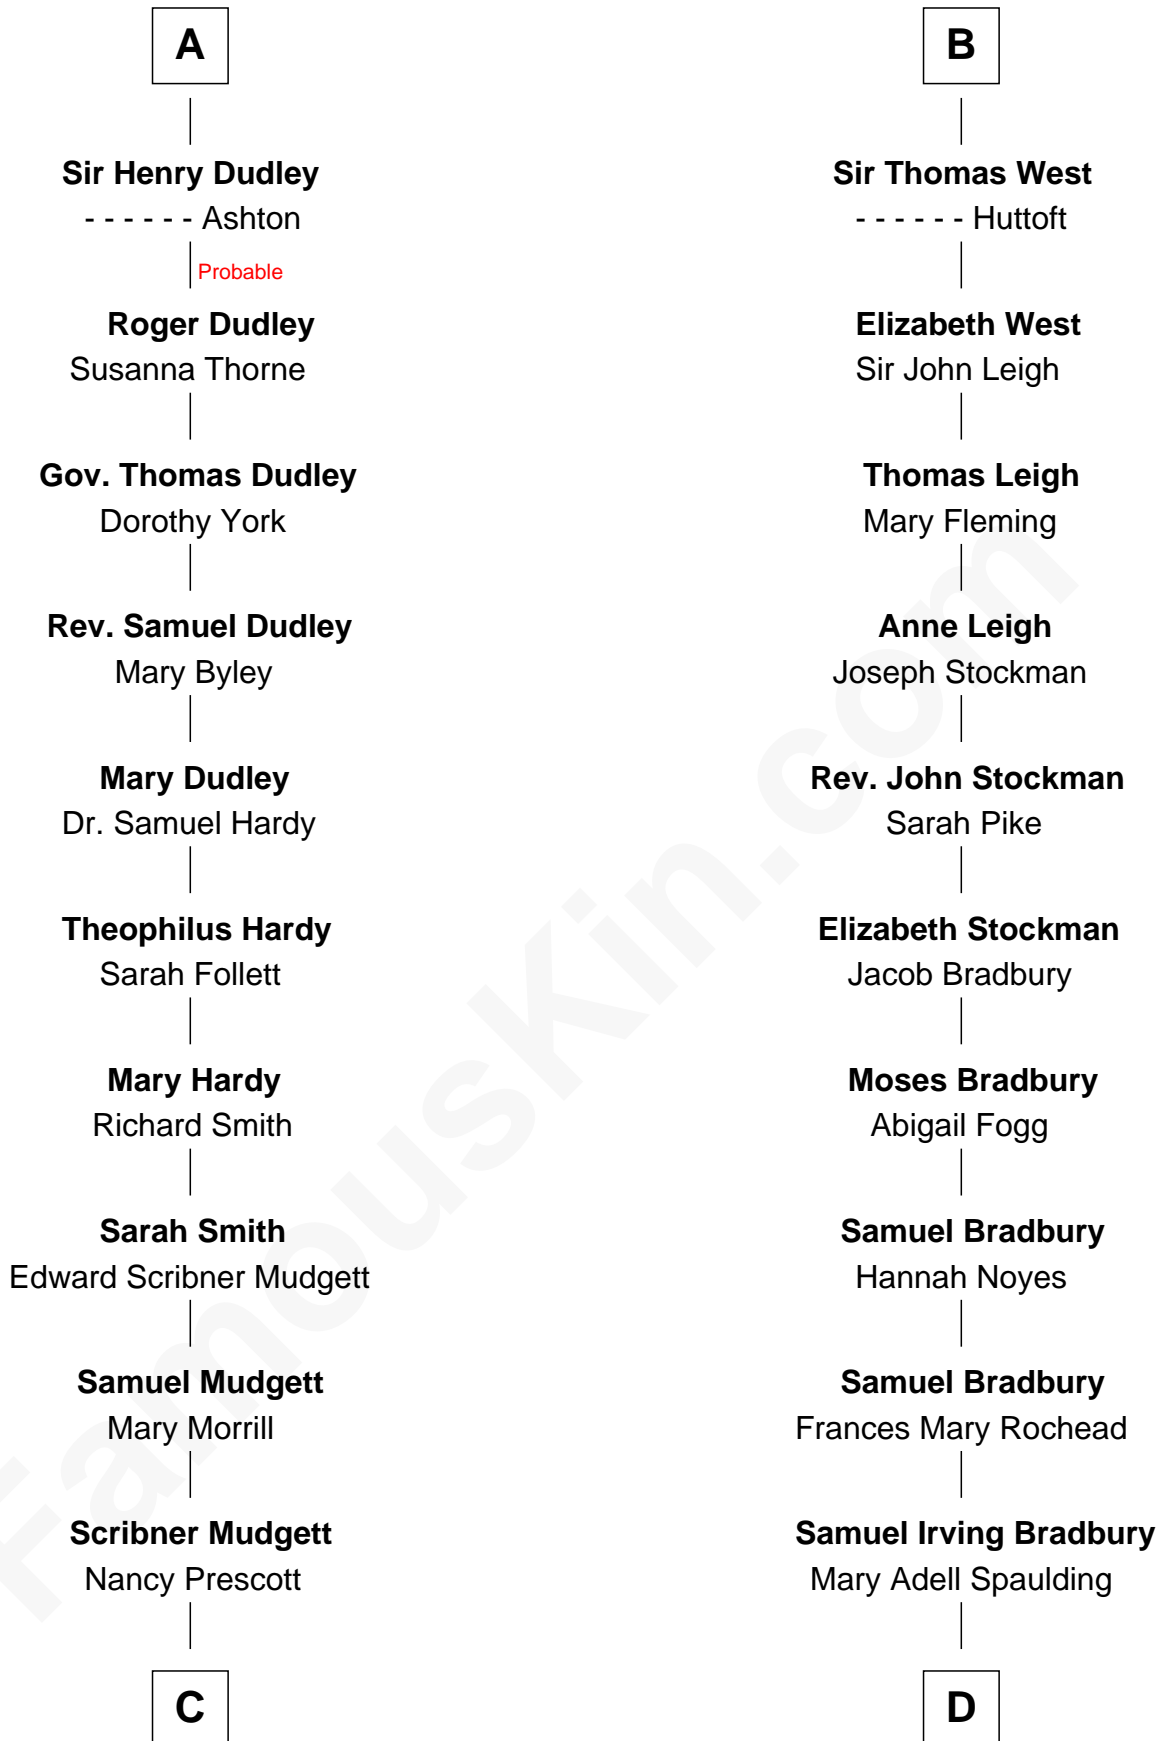 A
Sir Henry Dudley
- - - - - - Ashton
Probable
Roger Dudley
Susanna Thorne
Gov. Thomas Dudley
Dorothy York
Rev. Samuel Dudley
Mary Byley
Mary Dudley
Dr. Samuel Hardy
Theophilus Hardy
Sarah Follett
Mary Hardy
Richard Smith
Sarah Smith
Edward Scribner Mudgett
Samuel Mudgett
Mary Morrill
Scribner Mudgett
Nancy Prescott
C
B
Sir Thomas West
- - - - - - Huttoft
Elizabeth West
Sir John Leigh
Thomas Leigh
Mary Fleming
Anne Leigh
Joseph Stockman
Rev. John Stockman
Sarah Pike
Elizabeth Stockman
Jacob Bradbury
Moses Bradbury
Abigail Fogg
Samuel Bradbury
Hannah Noyes
Samuel Bradbury
Frances Mary Rochead
Samuel Irving Bradbury
Mary Adell Spaulding
D
FamousKin.com